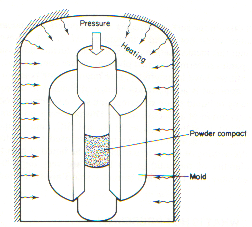 Pressure
Heating
Powder compact
Mold